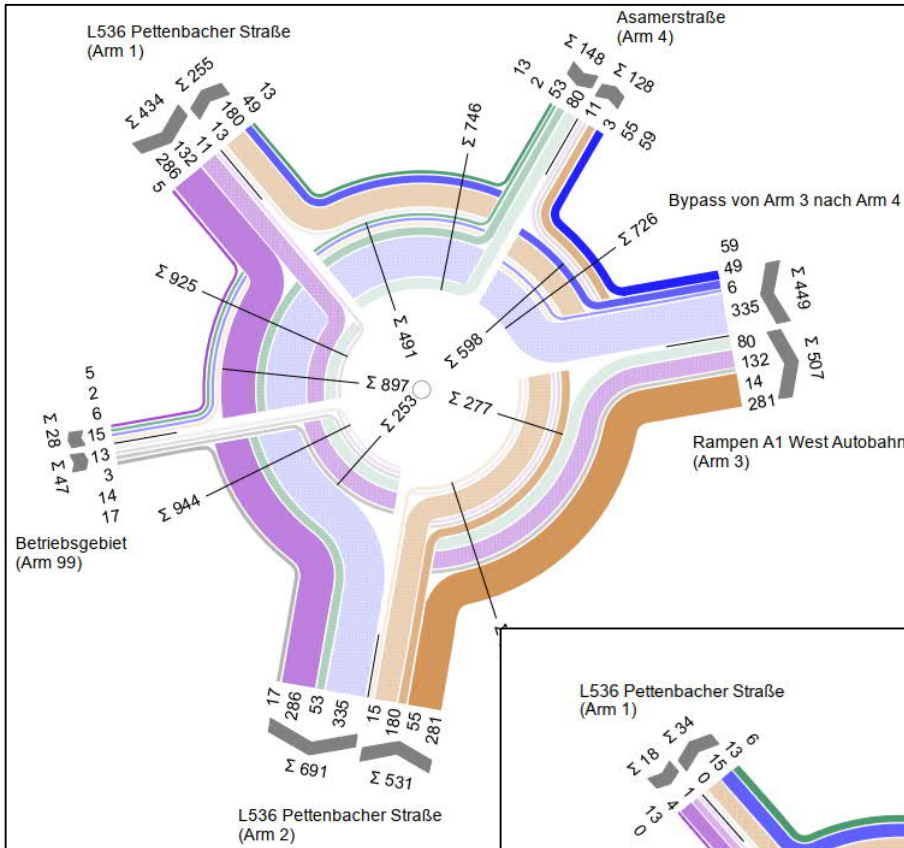 L536 Pettenbacher Straße
(Arm 1)
Σ 434
Σ 255
5
286
132
11
13
180
49
13
Asamerstraße
(Arm 4)
Σ 148
Σ 128
13
2
53
80
11
3
55
59
Σ 746
Bypass von Arm 3 nach Arm 4
Σ 726
59
49
6
335
Σ 449
80
132
14
281
Σ 507
Rampen A1 West Autobahn
(Arm 3)
Σ 925
Σ 491
Σ 598
Σ 897
Σ 253
Σ 277
Σ 944
5
2
6
15
Σ 28
13
3
14
17
Σ 47
Betriebsgebiet
(Arm 99)
17
286
53
335
Σ 691
15
180
55
281
Σ 531
L536 Pettenbacher Straße
(Arm 2)
L536 Pettenbacher Straße
(Arm 1)
Σ 18
Σ 34
0
13
4
1
0
15
13
6